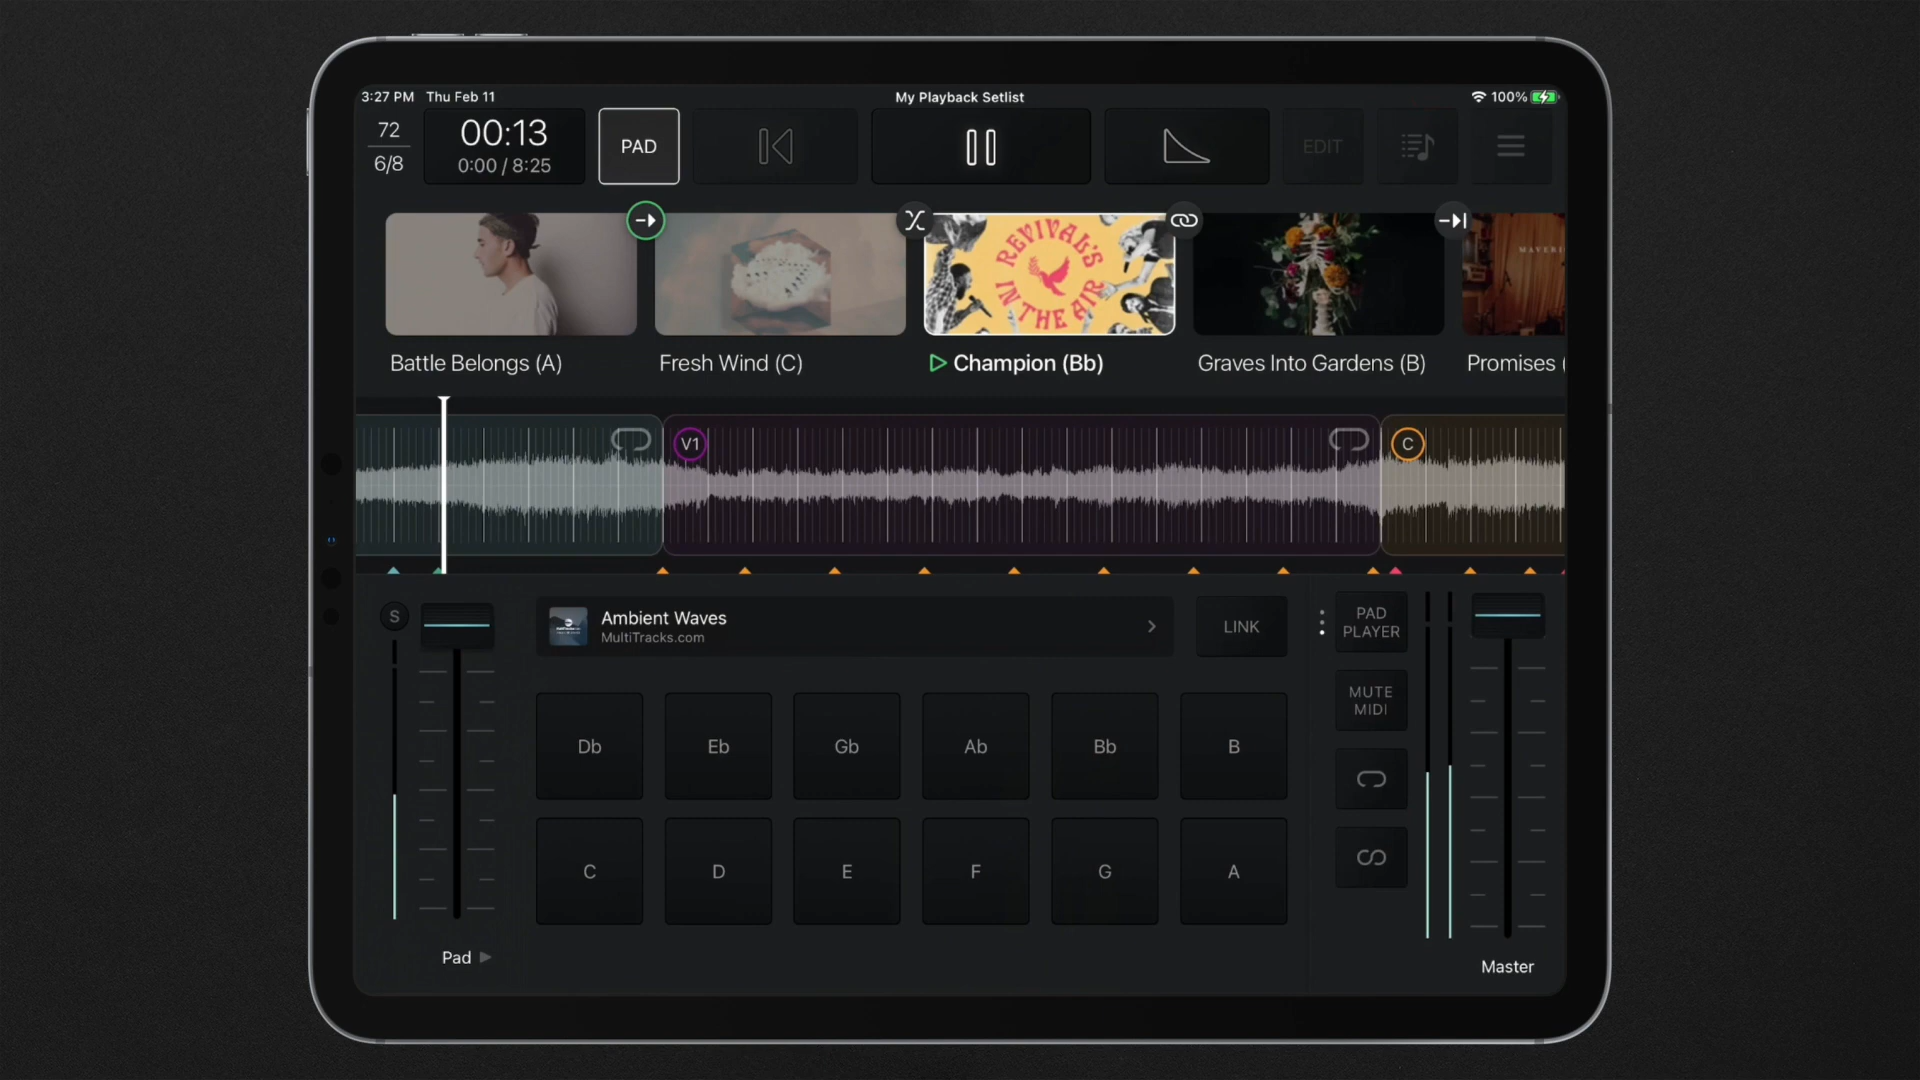 3:27 PM Thu Feb 11
My Playback Setlist
100%
72
6/8
00:13
0:00 / 8:25
PAD
EDIT
REVIVAL'S
IN THE AIR
Battle Belongs (A)
Fresh Wind (C)
Champion (Bb)
Graves Into Gardens (B)
Promises (
V1
C
S
Ambient Waves
MultiTracks.com
LINK
PAD
PLAYER
MUTE
MIDI
Db Eb Gb Ab Bb B
C D E F G A
Pad
Master